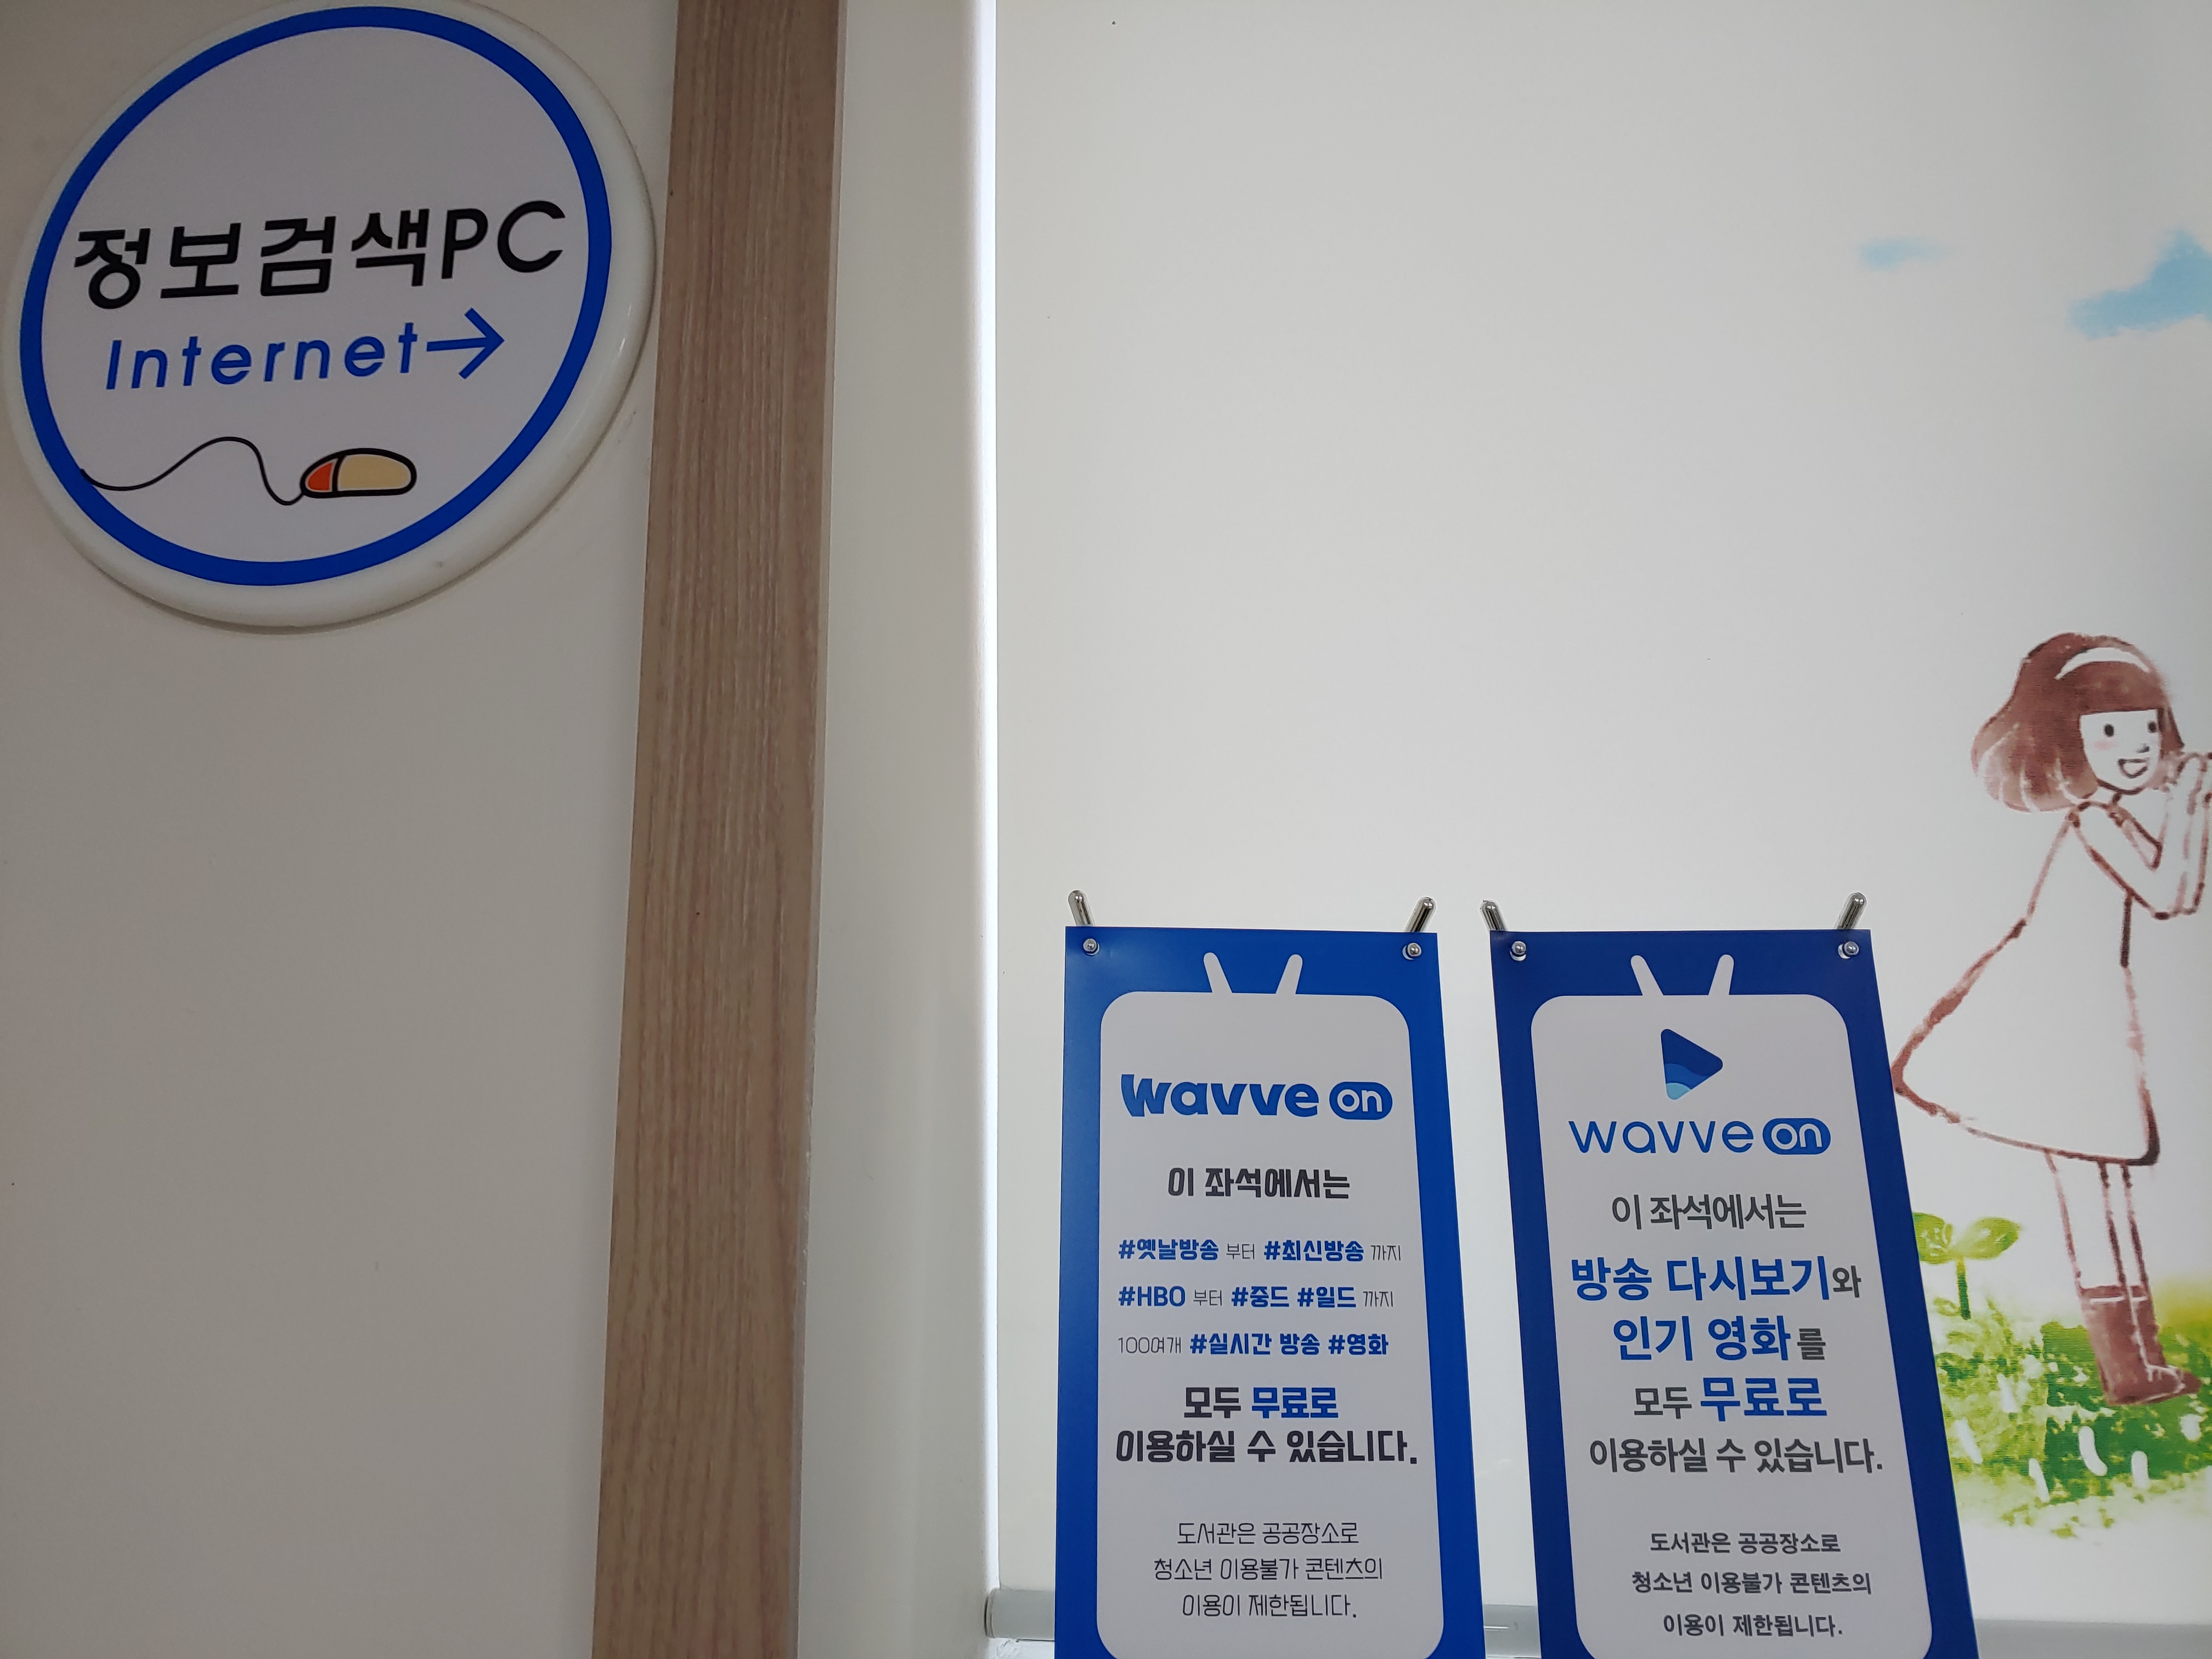 정보검색PC
Internet→
wavve on
이 좌석에서는
#옛날방송 부터 #최신방송 까지
#HBO 부터 #중드 #일드 까지
100여개 #실시간 방송 #영화
모두 무료로
이용하실 수 있습니다.
도서관은 공공장소로
청소년 이용불가 콘텐츠의
이용이 제한됩니다.
wavve on
이 좌석에서는
방송 다시보기와
인기 영화를
모두 무료로
이용하실 수 있습니다.
도서관은 공공장소로
청소년 이용불가 콘텐츠의
이용이 제한됩니다.